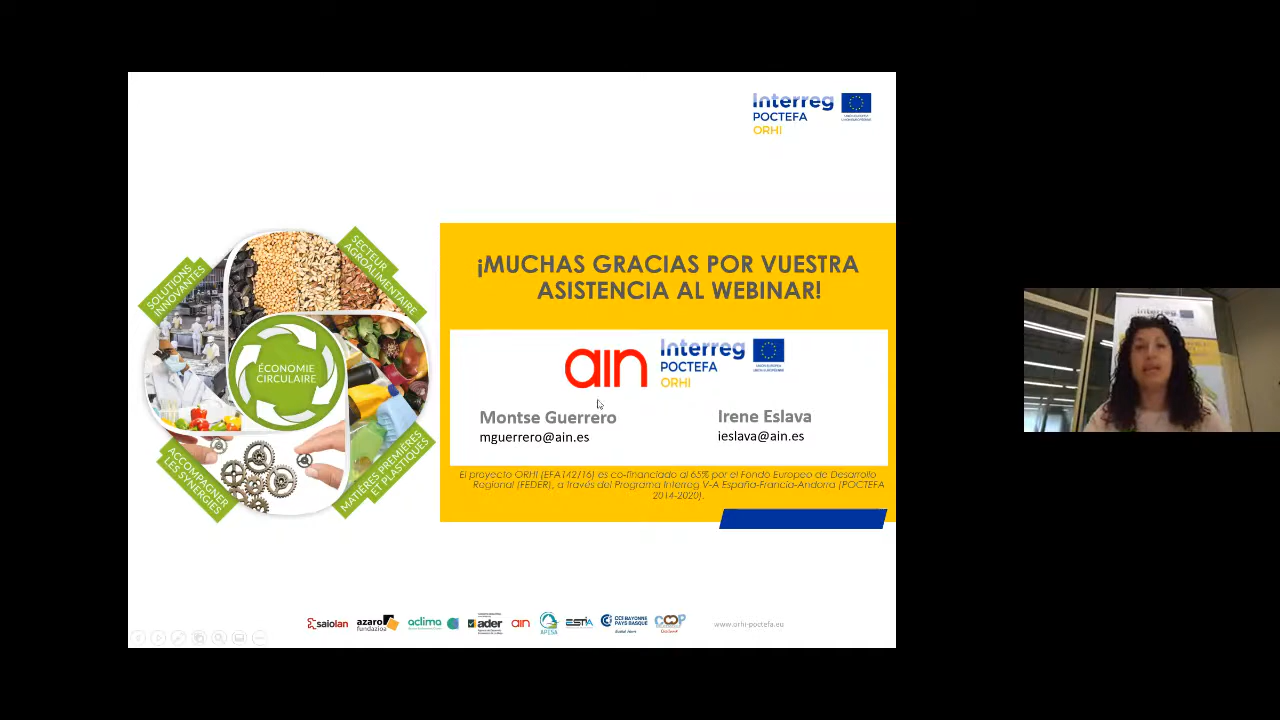 Interreg
POCTEFA
ORHI
SOLUTIONS
INNOVANTES
SECTEUR
AGROALIMENTAIRE
ÉCONOMIE
CIRCULAIRE
ACCOMPAGNER
LES SYNERGIES
MATIÈRES PREMIERES
ET PLASTIQUES
¡MUCHAS GRACIAS POR VUESTRA
ASISTENCIA AL WEBINAR!
ain
Interreg
POCTEFA
ORHI
Montse Guerrero
mguerrero@ain.es
Irene Eslava
ieslava@ain.es
El proyecto ORHI (EFA142/16) es co-financiado al 65% por el Fondo Europeo de Desarrollo
Regional (FEDER), a través del Programa Interreg V-A España-Francia-Andorra (POCTEFA
2014-2020).
saiolan
azaro
fundazioa
aclima
ader
ain
APESA
ESTIA
CCI BAYONNE
PAYS BASQUE
www.orhi-poctefa.eu
Interreg